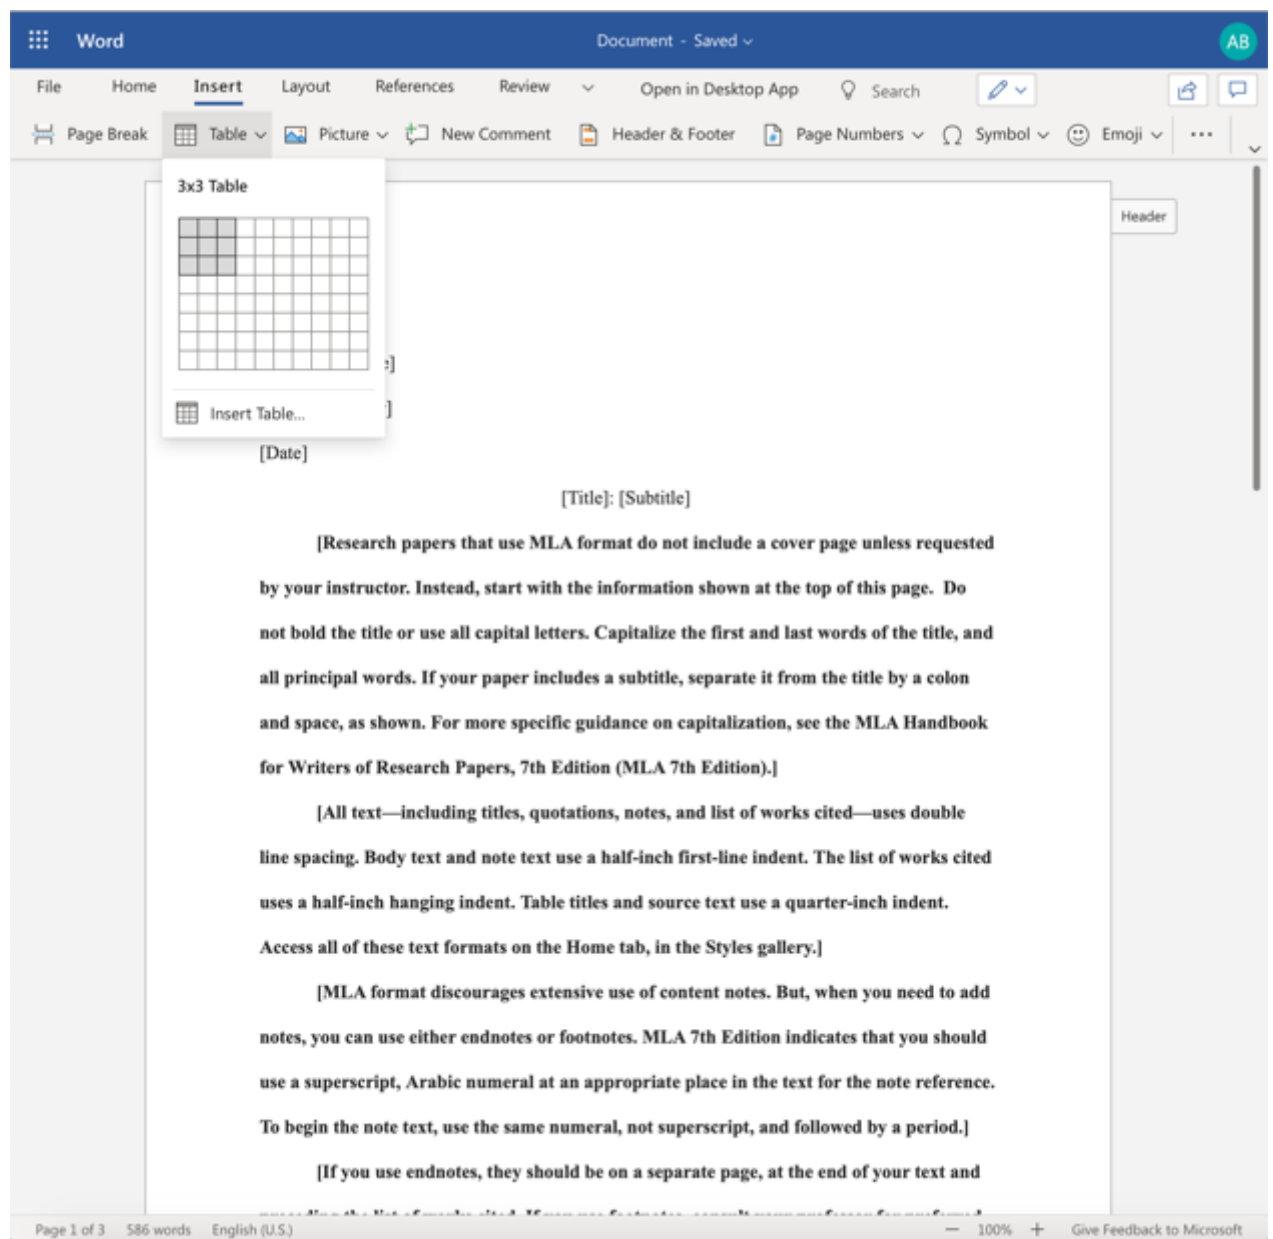 Word
Document - Saved
AB
File Home Insert Layout References Review Open in Desktop App Search
Page Break Table Picture New Comment Header & Footer Page Numbers Symbol Emoji ...
3x3 Table
Header
e]
]
Insert Table...
[Date]
[Title]: [Subtitle]
[Research papers that use MLA format do not include a cover page unless requested
by your instructor. Instead, start with the information shown at the top of this page.  Do
not bold the title or use all capital letters. Capitalize the first and last words of the title, and
all principal words. If your paper includes a subtitle, separate it from the title by a colon
and space, as shown. For more specific guidance on capitalization, see the MLA Handbook
for Writers of Research Papers, 7th Edition (MLA 7th Edition).]
[All text—including titles, quotations, notes, and list of works cited—uses double
line spacing. Body text and note text use a half-inch first-line indent. The list of works cited
uses a half-inch hanging indent. Table titles and source text use a quarter-inch indent.
Access all of these text formats on the Home tab, in the Styles gallery.]
[MLA format discourages extensive use of content notes. But, when you need to add
notes, you can use either endnotes or footnotes. MLA 7th Edition indicates that you should
use a superscript, Arabic numeral at an appropriate place in the text for the note reference.
To begin the note text, use the same numeral, not superscript, and followed by a period.]
[If you use endnotes, they should be on a separate page, at the end of your text and
Page 1 of 3 586 words English (U.S.) — 100% + Give Feedback to Microsoft